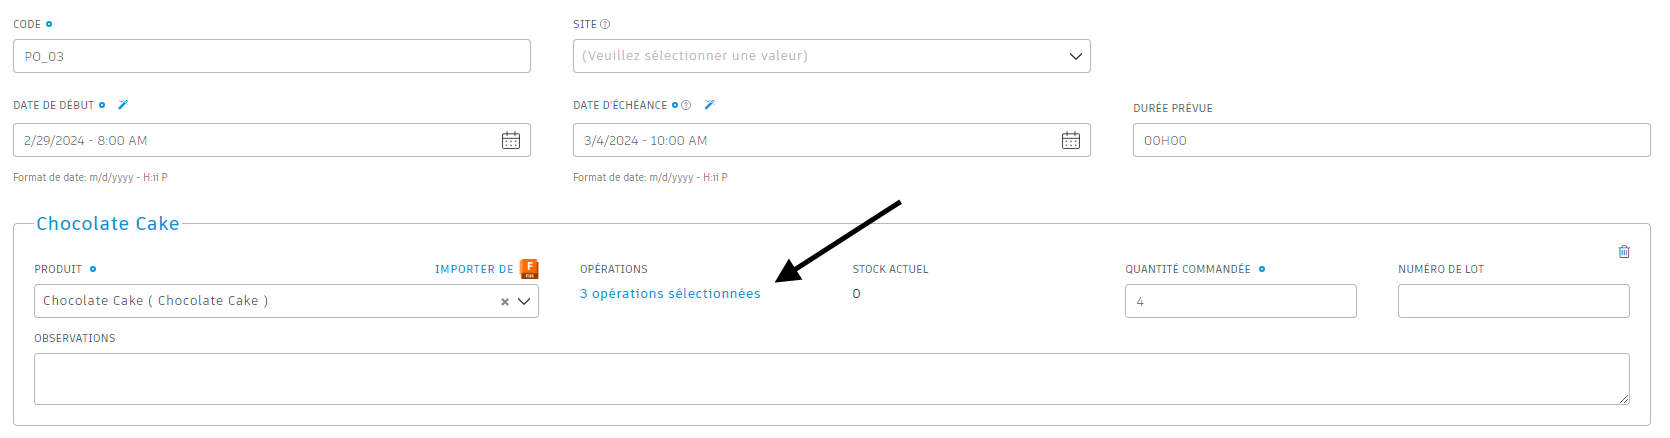 CODE
SITE
PO_03
(Veuillez sélectionner une valeur)
DATE DE DÉBUT
DATE D'ÉCHÉANCE
DURÉE PRÉVUE
2/29/2024 - 8:00 AM
3/4/2024 - 10:00 AM
00H00
Format de date: m/d/yyyy - H:ii P
Format de date: m/d/yyyy - H:ii P
Chocolate Cake
PRODUIT
IMPORTER DE
F
OPÉRATIONS
STOCK ACTUEL
QUANTITÉ COMMANDÉE
NUMÉRO DE LOT
Chocolate Cake ( Chocolate Cake )
3 opérations sélectionnées
0
4
OBSERVATIONS